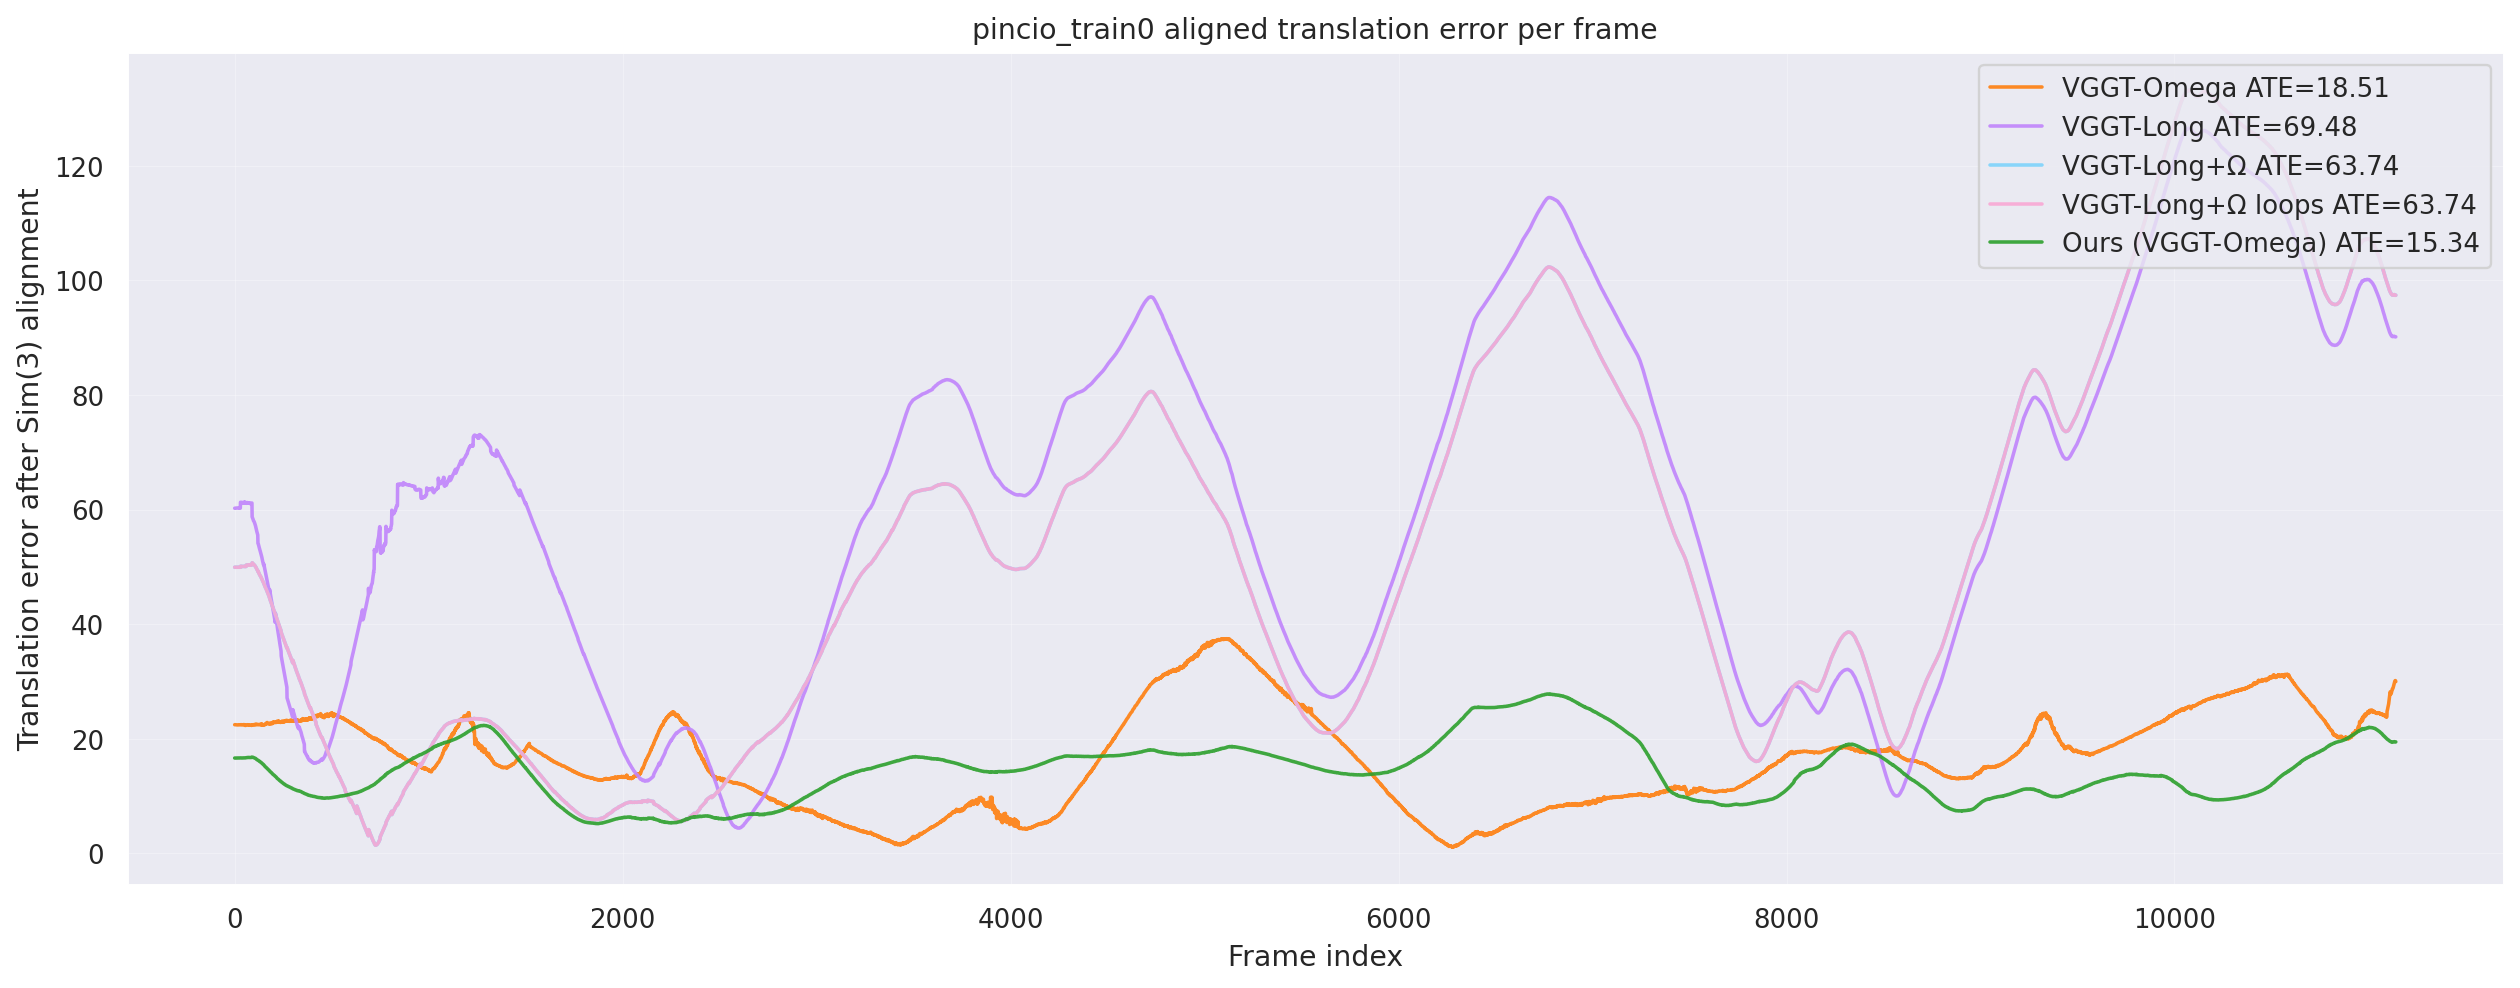 pincio_train0 aligned translation error per frame
VGGT-Omega ATE=18.51
VGGT-Long ATE=69.48
VGGT-Long+Ω ATE=63.74
VGGT-Long+Ω loops ATE=63.74
Ours (VGGT-Omega) ATE=15.34
Translation error after Sim(3) alignment
120
100
80
60
40
20
0
0 2000 4000 6000 8000 10000
Frame index